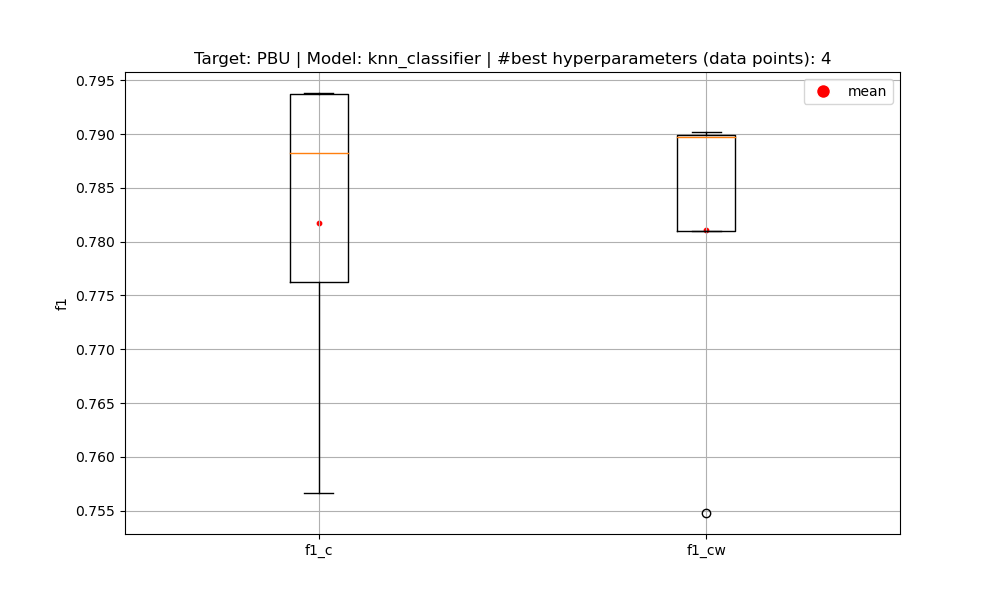 Target: PBU | Model: knn_classifier | #best hyperparameters (data points): 4
mean
0.795
0.790
0.785
0.780
0.775
0.770
0.765
0.760
0.755
f1
f1_c
f1_cw